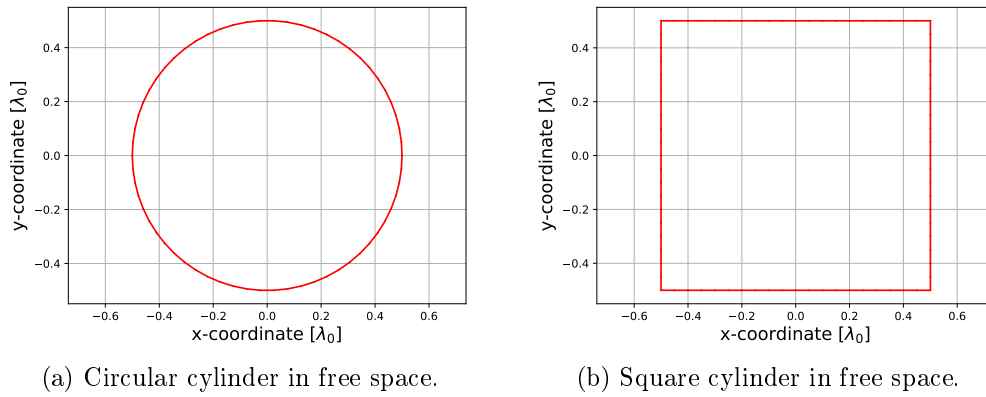 0.4
0.2
0.0
−0.2
−0.4
y-coordinate [λ0]
−0.6 −0.4 −0.2 0.0 0.2 0.4 0.6
x-coordinate [λ0]
(a) Circular cylinder in free space.
0.4
0.2
0.0
−0.2
−0.4
y-coordinate [λ0]
−0.6 −0.4 −0.2 0.0 0.2 0.4 0.6
x-coordinate [λ0]
(b) Square cylinder in free space.